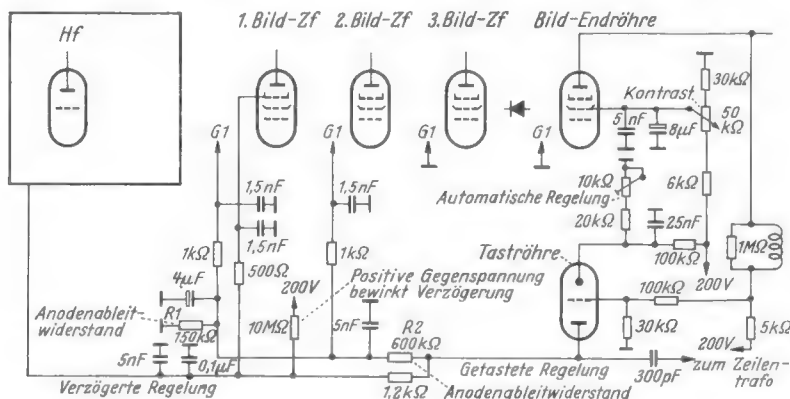 Hf
1. Bild-Zf
2. Bild-Zf
3. Bild-Zf
Bild-Endröhre
G1
G1
G1
G1
Kontrast
30kΩ
50
kΩ
5 nF
8µF
6kΩ
10kΩ
Automatische Regelung
20kΩ
25nF
100kΩ
200V
1MΩ
Taströhre
100kΩ
30kΩ
5kΩ
200V
zum Zeilen-
trafo
300pF
1,5nF
1,5nF
1,5nF
1kΩ
500Ω
1kΩ
4µF
R1
Anodenableit-
widerstand
150kΩ
5nF
0,1µF
Verzögerte Regelung
200V
10MΩ
Positive Gegenspannung
bewirkt Verzögerung
5nF
R2
600kΩ
Getastete Regelung
1,2kΩ
Anodenableitwiderstand